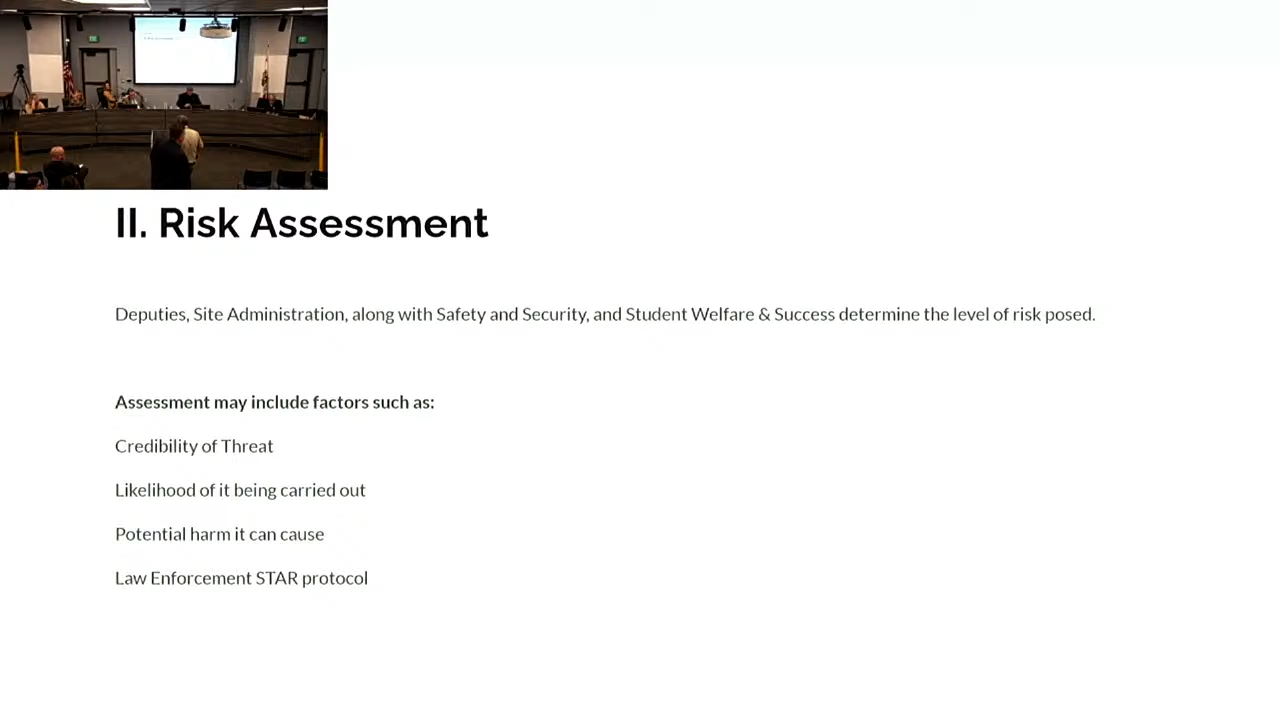 II. Risk Assessment
Deputies, Site Administration, along with Safety and Security, and Student Welfare & Success determine the level of risk posed.
Assessment may include factors such as:
Credibility of Threat
Likelihood of it being carried out
Potential harm it can cause
Law Enforcement STAR protocol